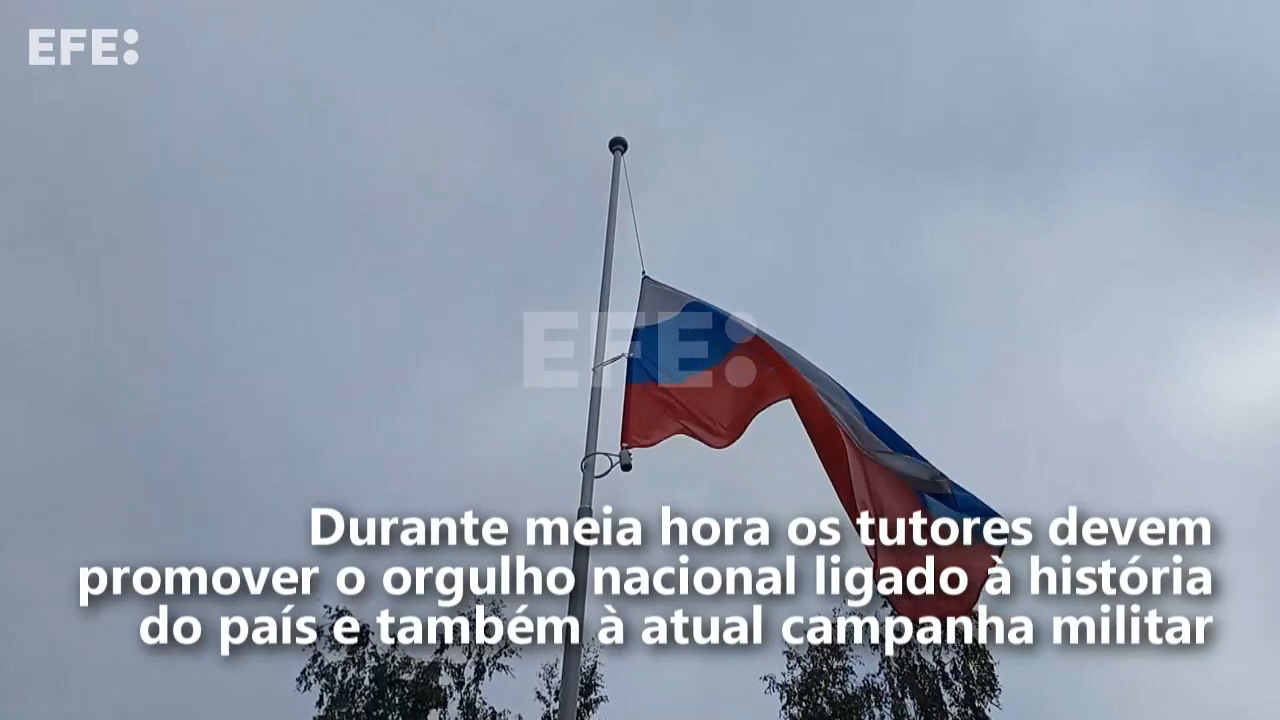 EFE:
EFE:
Durante meia hora os tutores devem
promover o orgulho nacional ligado à história
do país e também à atual campanha militar